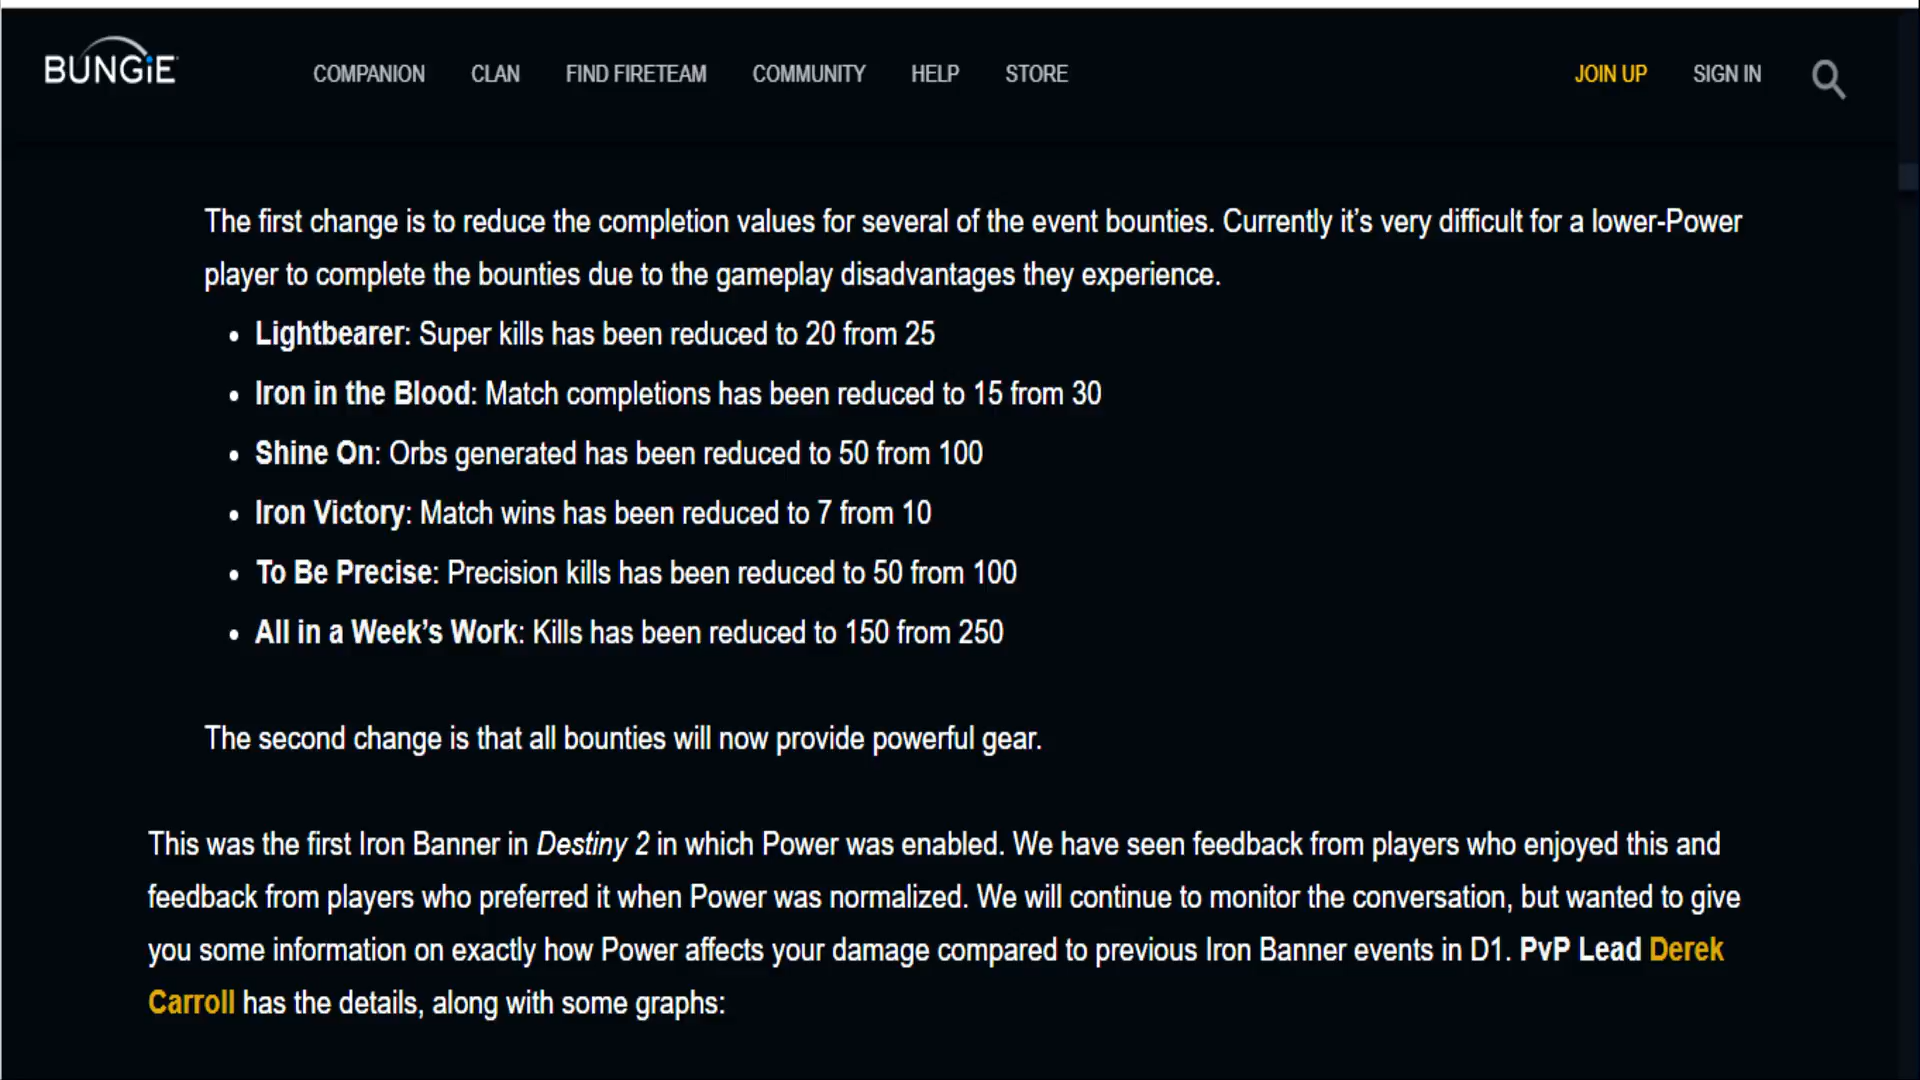 BUNGiE
COMPANION CLAN FIND FIRETEAM COMMUNITY HELP STORE JOIN UP SIGN IN
The first change is to reduce the completion values for several of the event bounties. Currently it’s very difficult for a lower-Power
player to complete the bounties due to the gameplay disadvantages they experience.
• Lightbearer: Super kills has been reduced to 20 from 25
• Iron in the Blood: Match completions has been reduced to 15 from 30
• Shine On: Orbs generated has been reduced to 50 from 100
• Iron Victory: Match wins has been reduced to 7 from 10
• To Be Precise: Precision kills has been reduced to 50 from 100
• All in a Week’s Work: Kills has been reduced to 150 from 250
The second change is that all bounties will now provide powerful gear.
This was the first Iron Banner in Destiny 2 in which Power was enabled. We have seen feedback from players who enjoyed this and
feedback from players who preferred it when Power was normalized. We will continue to monitor the conversation, but wanted to give
you some information on exactly how Power affects your damage compared to previous Iron Banner events in D1. PvP Lead Derek
Carroll has the details, along with some graphs: